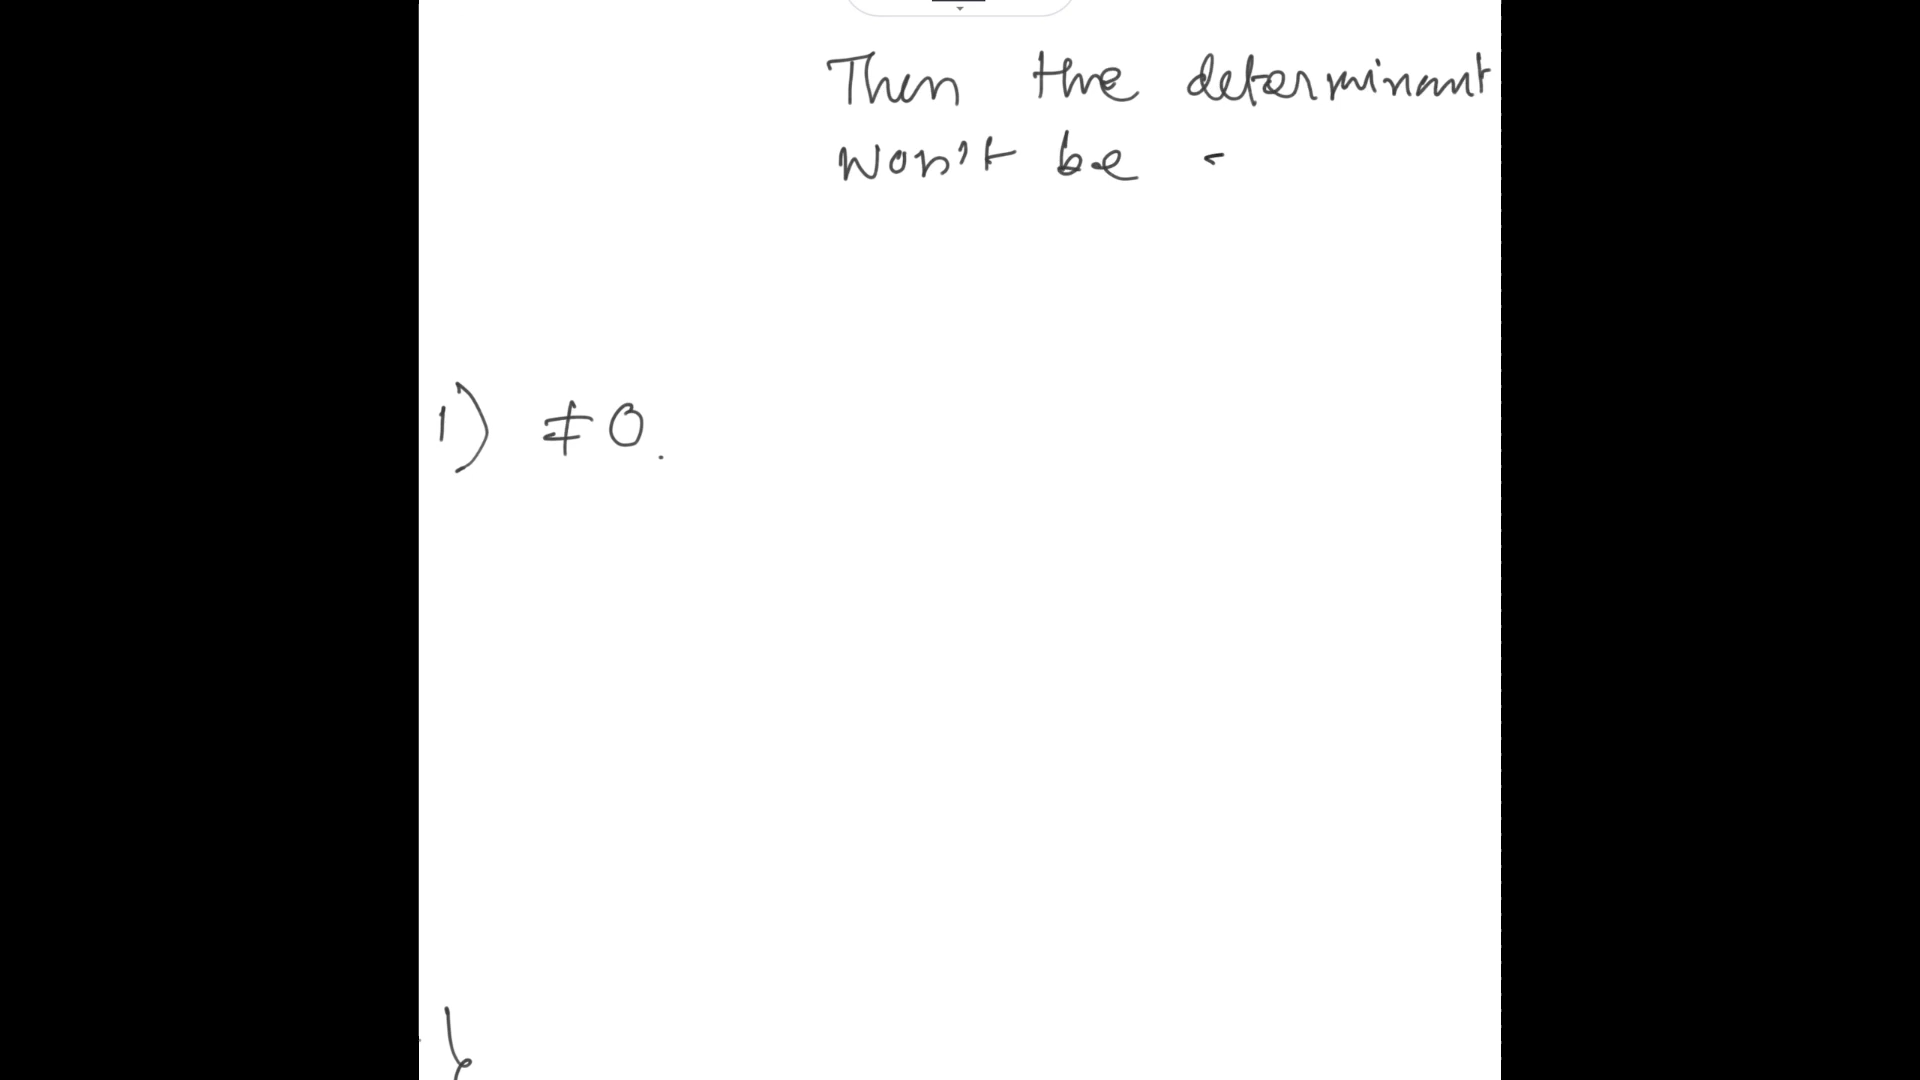 Then the determinant
won't be
1) ≠ 0.